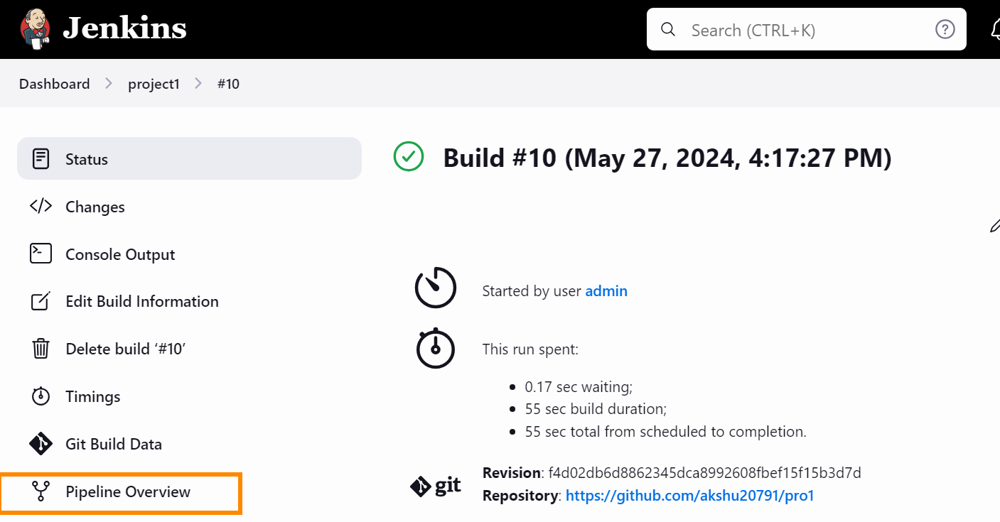 Jenkins
Search (CTRL+K)
Dashboard
project1
#10
Status
Changes
Console Output
Edit Build Information
Delete build ‘#10’
Timings
Git Build Data
Pipeline Overview
Build #10 (May 27, 2024, 4:17:27 PM)
Started by user admin
This run spent:
0.17 sec waiting;
55 sec build duration;
55 sec total from scheduled to completion.
git
Revision: f4d02db6d8862345dca8992608fbef15f15b3d7d
Repository: https://github.com/akshu20791/pro1